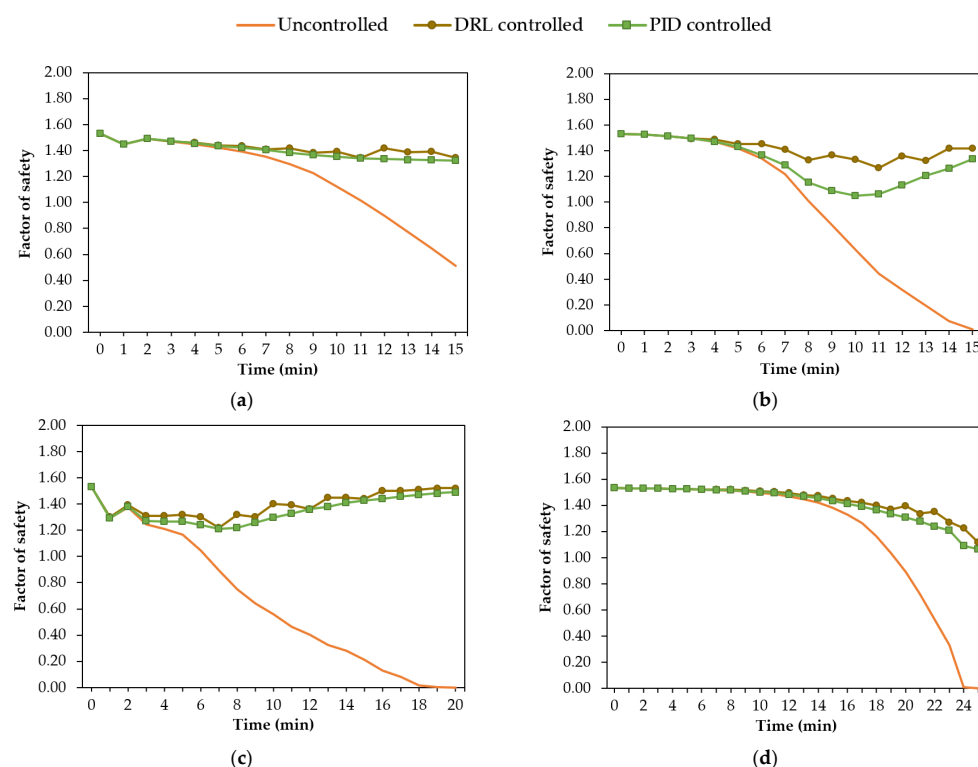 Uncontrolled DRL controlled PID controlled
2.00
1.80
1.60
1.40
1.20
1.00
0.80
0.60
0.40
0.20
0.00
Factor of safety
0 1 2 3 4 5 6 7 8 9 10 11 12 13 14 15
Time (min)
(a)
2.00
1.80
1.60
1.40
1.20
1.00
0.80
0.60
0.40
0.20
0.00
Factor of safety
0 1 2 3 4 5 6 7 8 9 10 11 12 13 14 15
Time (min)
(b)
2.00
1.80
1.60
1.40
1.20
1.00
0.80
0.60
0.40
0.20
0.00
Factor of safety
0 2 4 6 8 10 12 14 16 18 20
Time (min)
(c)
2.00
1.80
1.60
1.40
1.20
1.00
0.80
0.60
0.40
0.20
0.00
Factor of safety
0 2 4 6 8 10 12 14 16 18 20 22 24
Time (min)
(d)